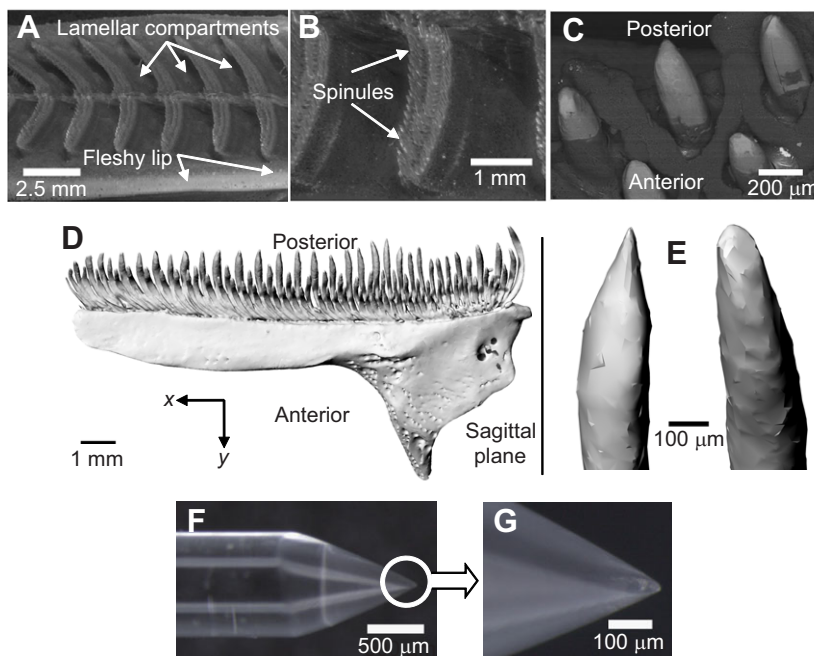 A
Lamellar compartments
Fleshy lip
2.5 mm
B
Spinules
1 mm
C
Posterior
Anterior
200 μm
D
Posterior
x
y
Anterior
1 mm
Sagittal
plane
E
100 μm
F
500 μm
G
100 μm